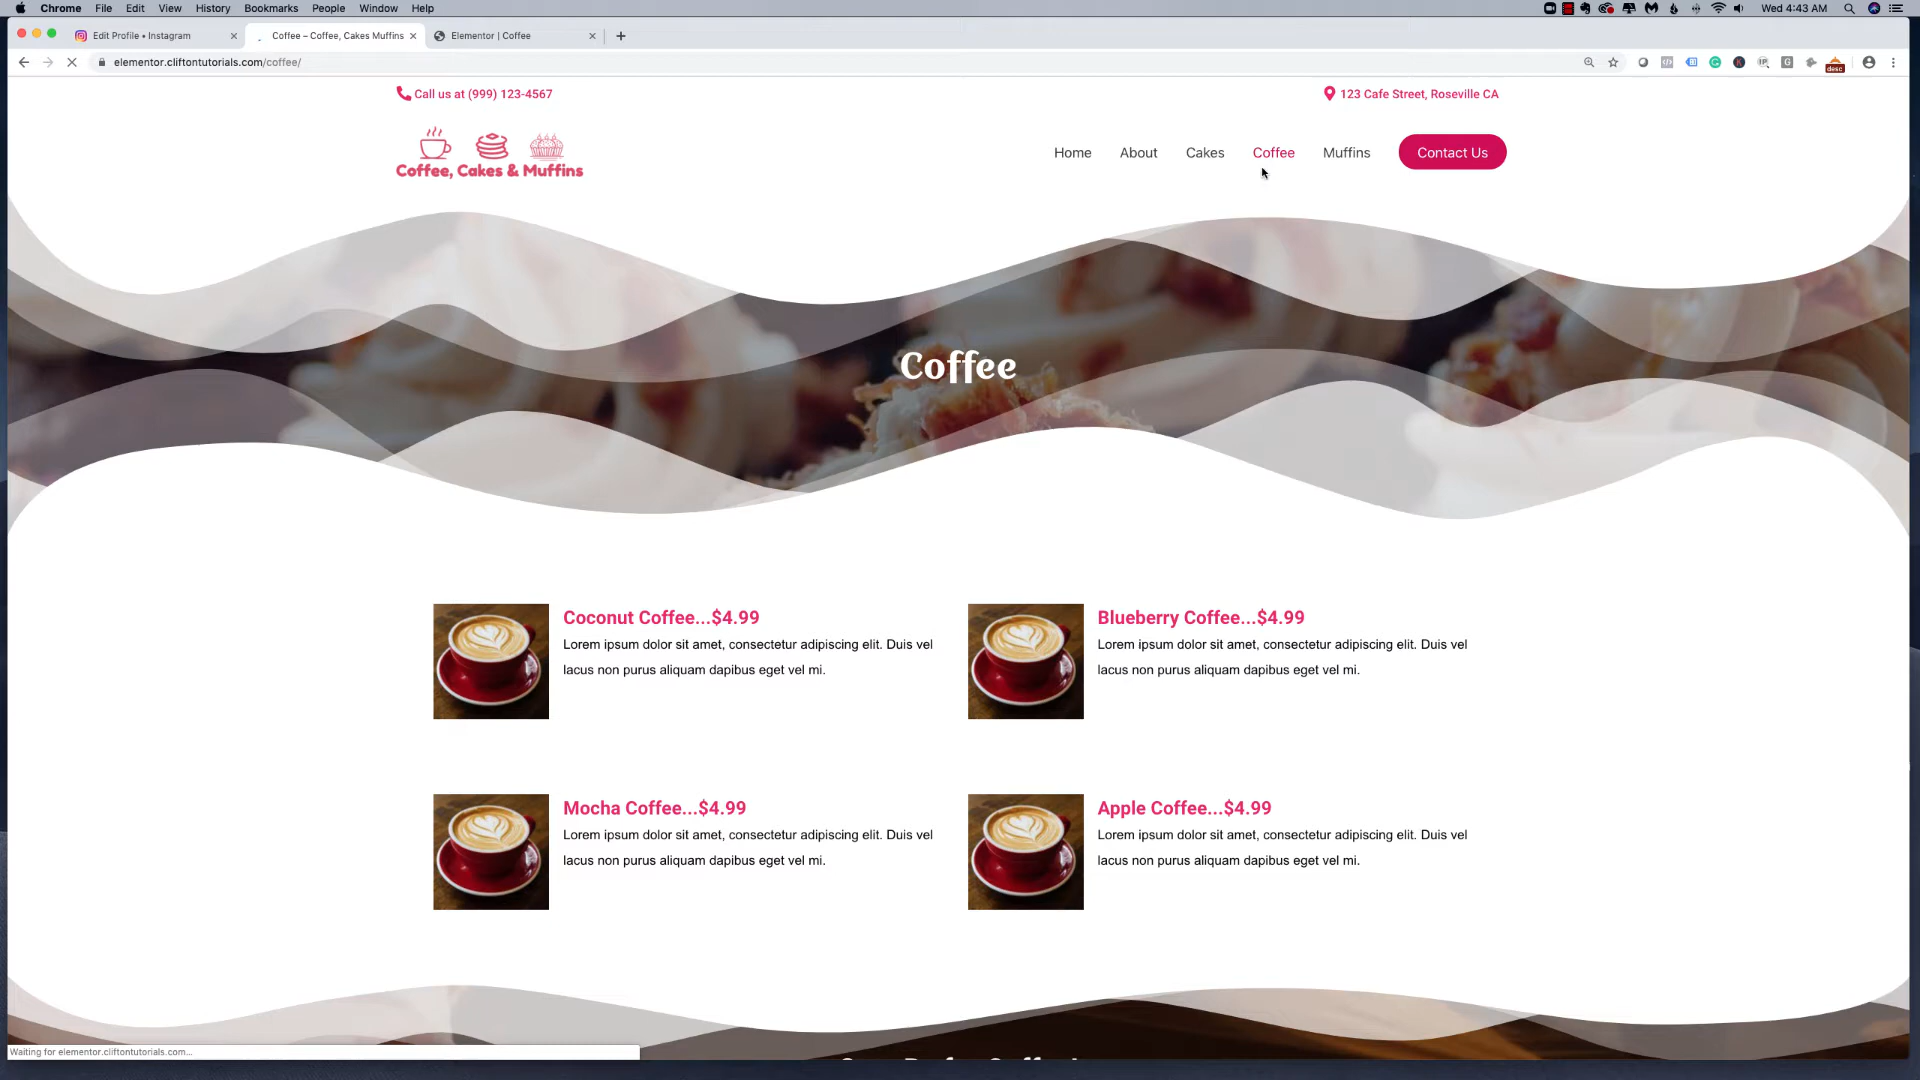 Chrome File Edit View History Bookmarks People Window Help
Wed 4:43 AM
Edit Profile • Instagram
Coffee – Coffee, Cakes Muffins
Elementor | Coffee
elementor.cliftontutorials.com/coffee/
desc
Call us at (999) 123-4567
123 Cafe Street, Roseville CA
Coffee, Cakes & Muffins
Home About Cakes Coffee Muffins Contact Us
Coffee
Coconut Coffee...$4.99
Lorem ipsum dolor sit amet, consectetur adipiscing elit. Duis vel
lacus non purus aliquam dapibus eget vel mi.
Blueberry Coffee...$4.99
Lorem ipsum dolor sit amet, consectetur adipiscing elit. Duis vel
lacus non purus aliquam dapibus eget vel mi.
Mocha Coffee...$4.99
Lorem ipsum dolor sit amet, consectetur adipiscing elit. Duis vel
lacus non purus aliquam dapibus eget vel mi.
Apple Coffee...$4.99
Lorem ipsum dolor sit amet, consectetur adipiscing elit. Duis vel
lacus non purus aliquam dapibus eget vel mi.
Waiting for elementor.cliftontutorials.com...